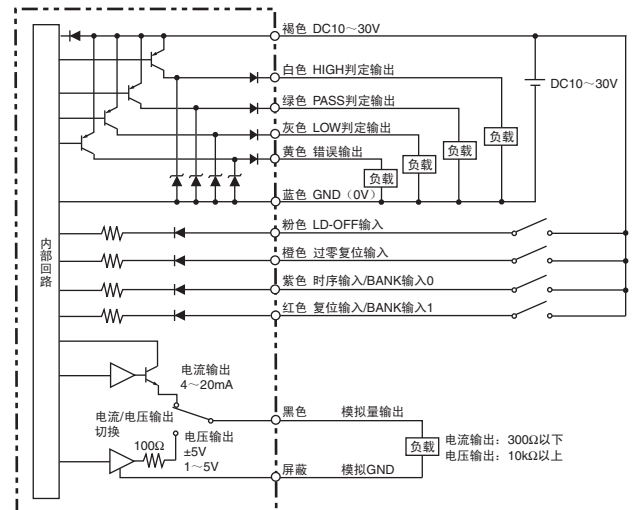 褐色 DC10～30V
白色 HIGH判定输出
DC10～30V
绿色 PASS判定输出
灰色 LOW判定输出
负载
负载
负载
黄色 错误输出
负载
蓝色 GND（0V）
粉色 LD-OFF输入
橙色 过零复位输入
内部回路
紫色 时序输入/BANK输入0
红色 复位输入/BANK输入1
电流输出
4～20mA
电流/电压输出
切换
黑色 模拟量输出
电压输出
±5V
1～5V
100Ω
负载
电流输出：300Ω以下
电压输出：10kΩ以上
屏蔽 模拟GND